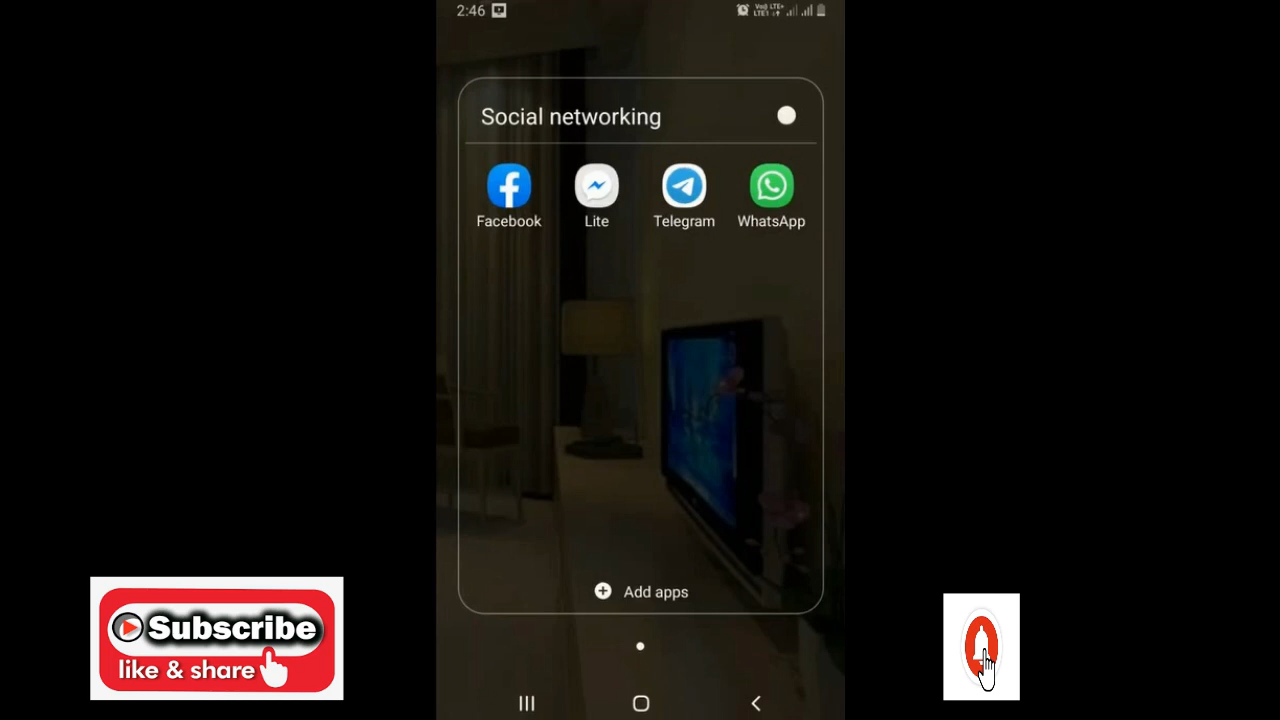 2:46
Social networking
Facebook Lite Telegram WhatsApp
Add apps
Subscribe
like & share